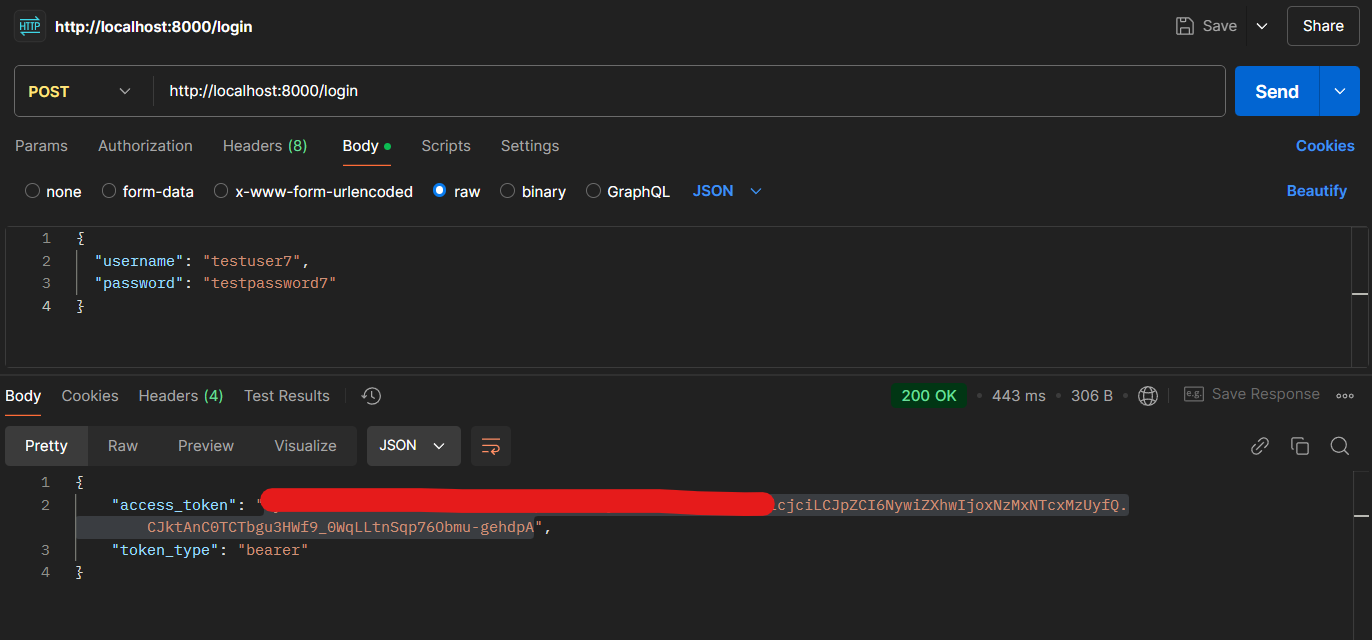 HTTP http://localhost:8000/login Save Share
POST http://localhost:8000/login Send
Params Authorization Headers (8) Body Scripts Settings Cookies
none form-data x-www-form-urlencoded raw binary GraphQL JSON Beautify
1 {
2 "username": "testuser7",
3 "password": "testpassword7"
4 }
Body Cookies Headers (4) Test Results 200 OK • 443 ms • 306 B • e.g. Save Response
Pretty Raw Preview Visualize JSON
1 {
2 "access_token": "cjciLCJpZCI6NywiZXhwIjoxNzMxNTcxMzUyfQ.
CJktAnC0TCTbgu3HWf9_0WqLLtnSqp76Obmu-gehdpA",
3 "token_type": "bearer"
4 }